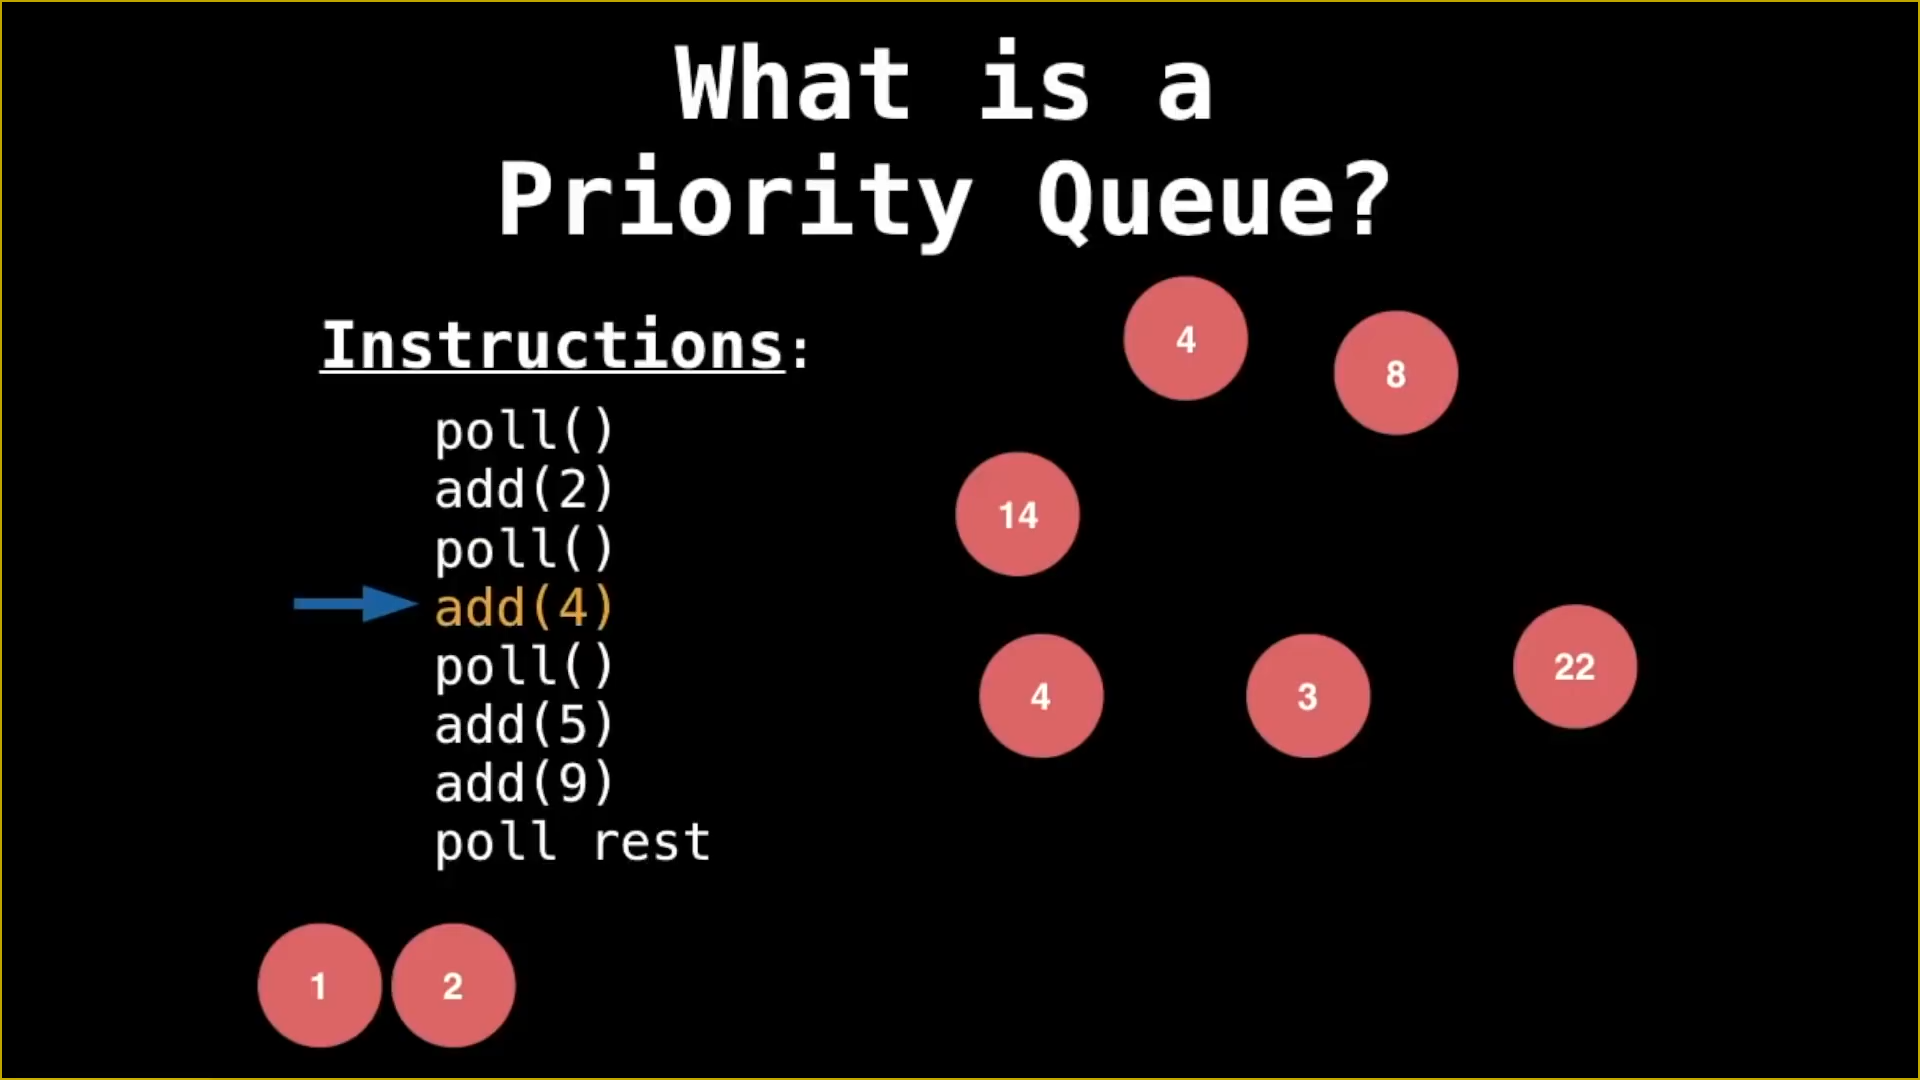 What is a
Priority Queue?
Instructions:
poll()
add(2)
poll()
add(4)
poll()
add(5)
add(9)
poll rest
4
8
14
4
3
22
1
2